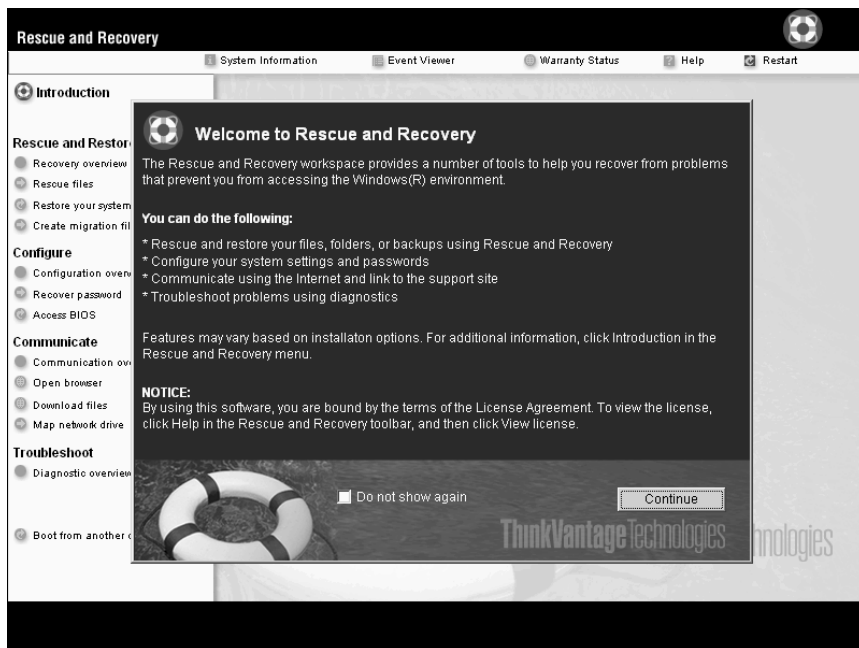 Rescue and Recovery
System Information
Event Viewer
Warranty Status
Help
Restart
Introduction
Rescue and Restor
Recovery overview
Rescue files
Restore your system
Create migration fil
Configure
Configuration overv
Recover password
Access BIOS
Communicate
Communication ov
Open browser
Download files
Map network drive
Troubleshoot
Diagnostic overview
Boot from another
Welcome to Rescue and Recovery
The Rescue and Recovery workspace provides a number of tools to help you recover from problems
that prevent you from accessing the Windows(R) environment.
You can do the following:
* Rescue and restore your files, folders, or backups using Rescue and Recovery
* Configure your system settings and passwords
* Communicate using the Internet and link to the support site
* Troubleshoot problems using diagnostics
Features may vary based on installaton options. For additional information, click Introduction in the
Rescue and Recovery menu.
NOTICE:
By using this software, you are bound by the terms of the License Agreement. To view the license,
click Help in the Rescue and Recovery toolbar, and then click View license.
Do not show again
Continue
ThinkVantage Technologies
hnologies